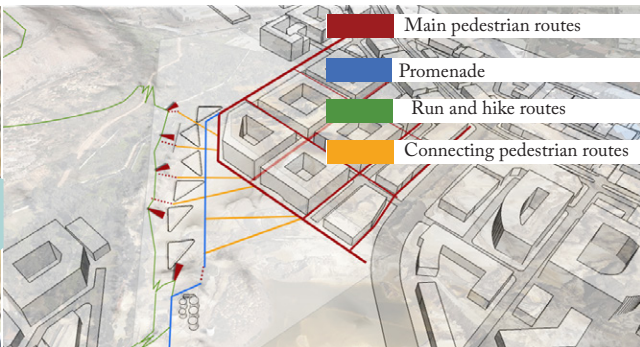 Main pedestrian routes
Promenade
Run and hike routes
Connecting pedestrian routes